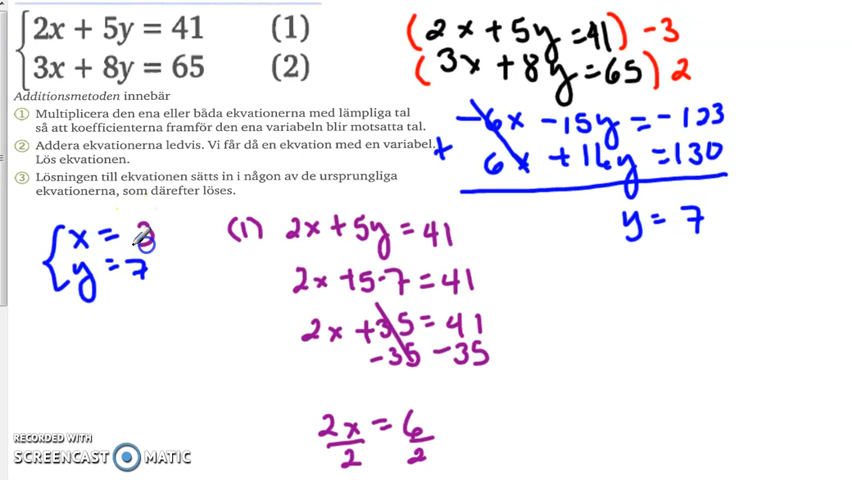 2x + 5y = 41 (1)
3x + 8y = 65 (2)
Additionsmetoden innebär
① Multiplicera den ena eller båda ekvationerna med lämpliga tal
så att koefficienterna framför den ena variabeln blir motsatta tal.
② Addera ekvationerna ledvis. Vi får då en ekvation med en variabel.
Lös ekvationen.
③ Lösningen till ekvationen sätts in i någon av de ursprungliga
ekvationerna, som därefter löses.
(2x + 5y = 41) -3
(3x + 8y = 65) 2
-6x - 15y = -123
+ 6x + 16y = 130
y = 7
x = 3
y = 7
(1) 2x + 5y = 41
2x + 5·7 = 41
2x + 35 = 41
-35 -35
2x = 6
2 2
RECORDED WITH
SCREENCAST MATIC